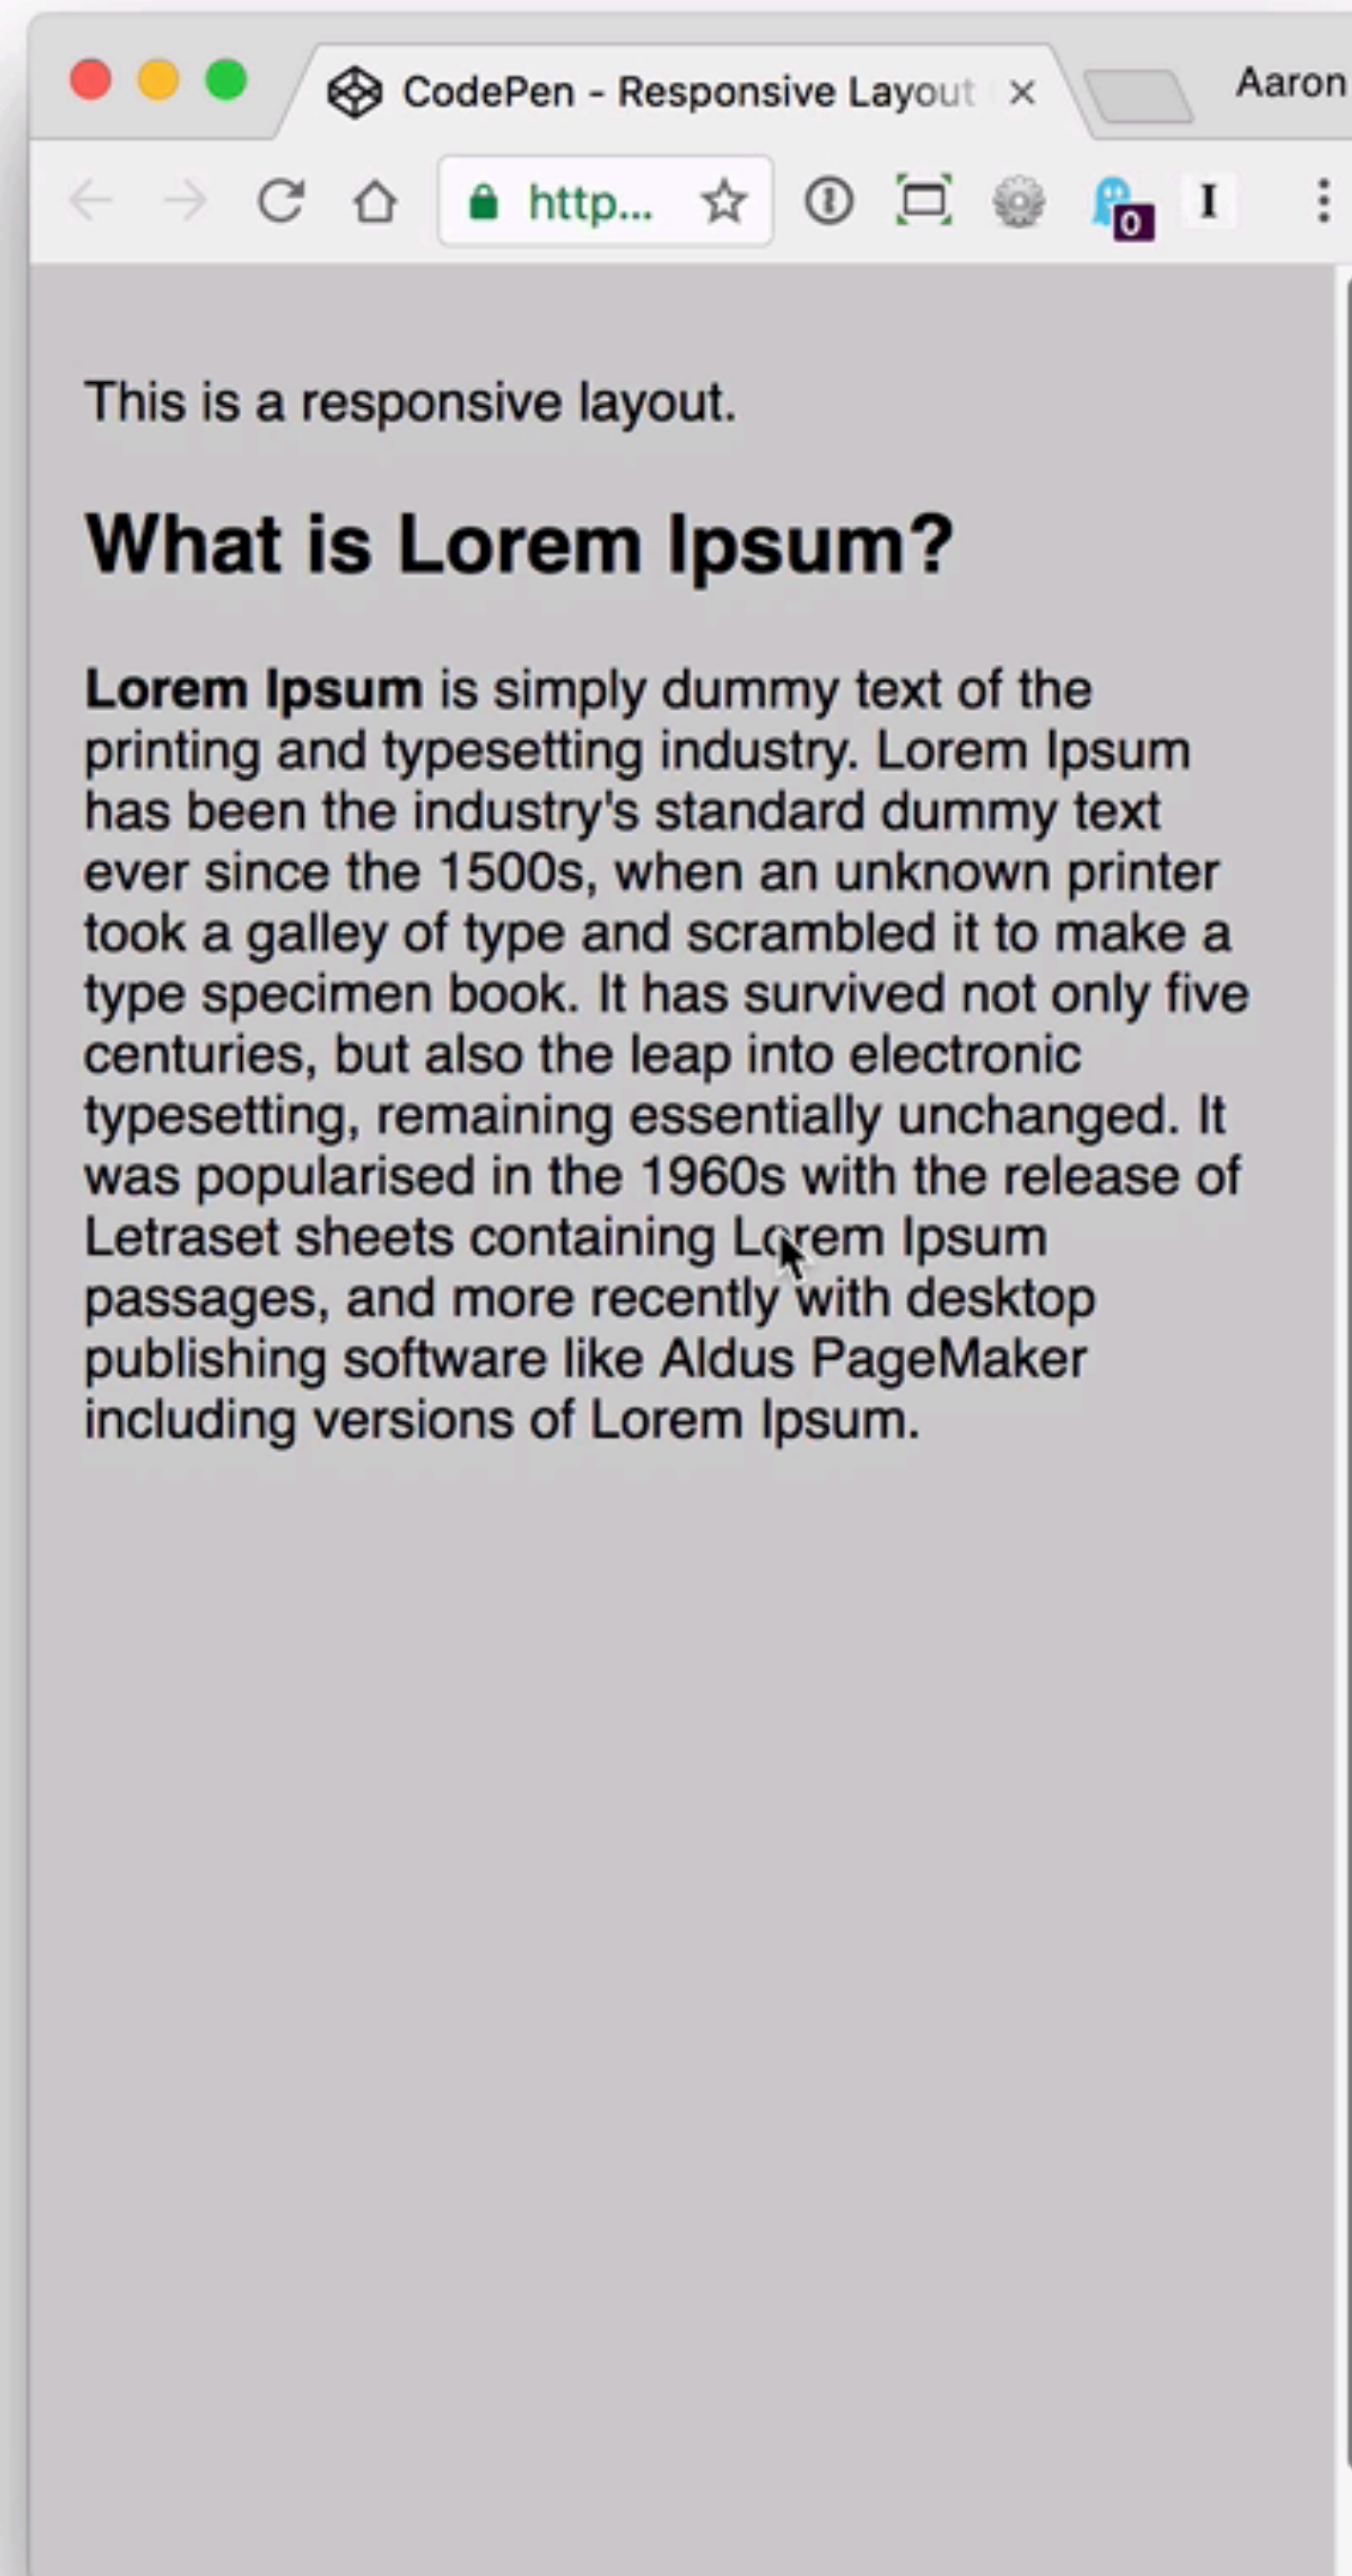 CodePen - Responsive Layout
Aaron
http...
0
I
This is a responsive layout.
What is Lorem Ipsum?
Lorem Ipsum is simply dummy text of the
printing and typesetting industry. Lorem Ipsum
has been the industry's standard dummy text
ever since the 1500s, when an unknown printer
took a galley of type and scrambled it to make a
type specimen book. It has survived not only five
centuries, but also the leap into electronic
typesetting, remaining essentially unchanged. It
was popularised in the 1960s with the release of
Letraset sheets containing Lorem Ipsum
passages, and more recently with desktop
publishing software like Aldus PageMaker
including versions of Lorem Ipsum.